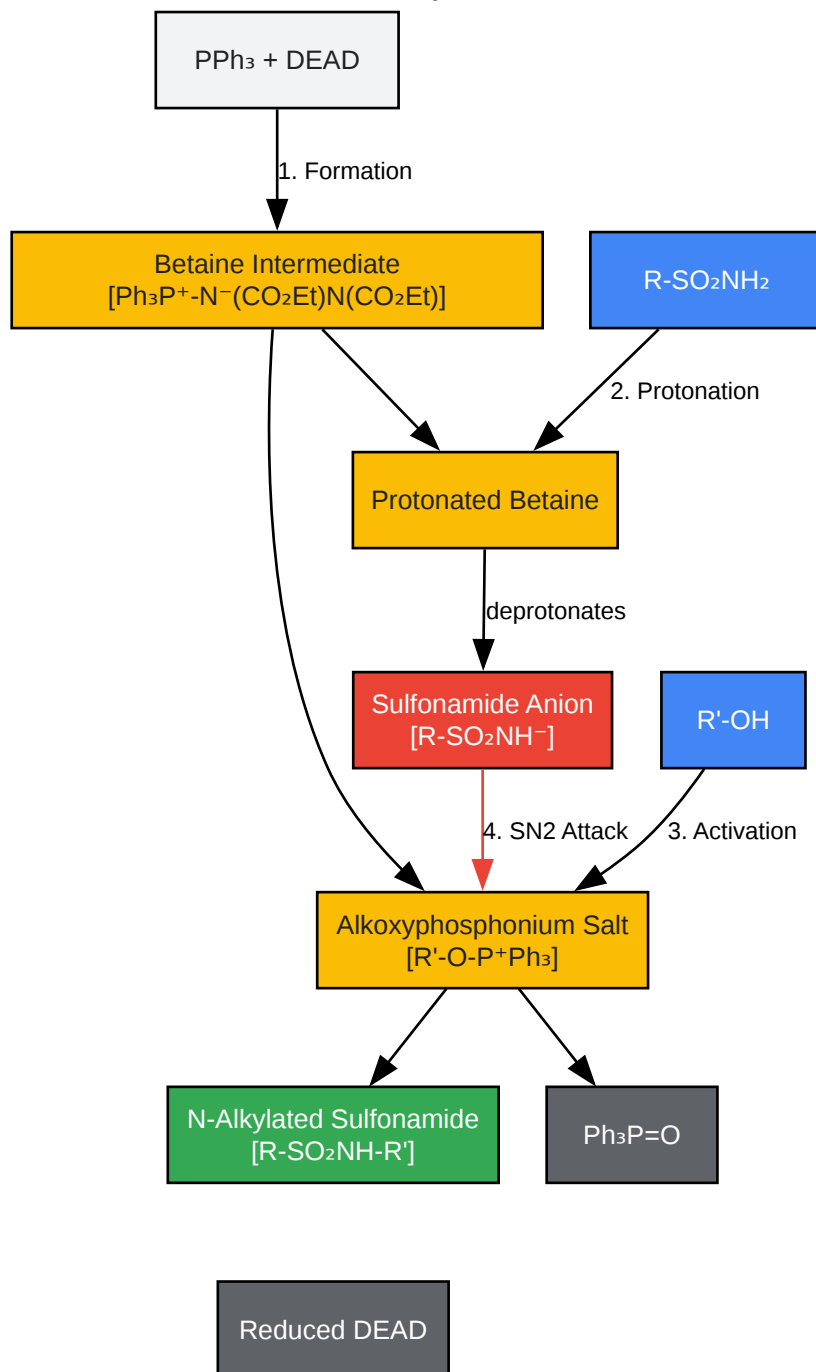 PPh₃ + DEAD
1. Formation
Betaine Intermediate
[Ph₃P⁺-N⁻(CO₂Et)N(CO₂Et)]
R-SO₂NH₂
2. Protonation
Protonated Betaine
deprotonates
Sulfonamide Anion
[R-SO₂NH⁻]
R'-OH
4. SN2 Attack
3. Activation
Alkoxyphosphonium Salt
[R'-O-P⁺Ph₃]
N-Alkylated Sulfonamide
[R-SO₂NH-R']
Ph₃P=O
Reduced DEAD